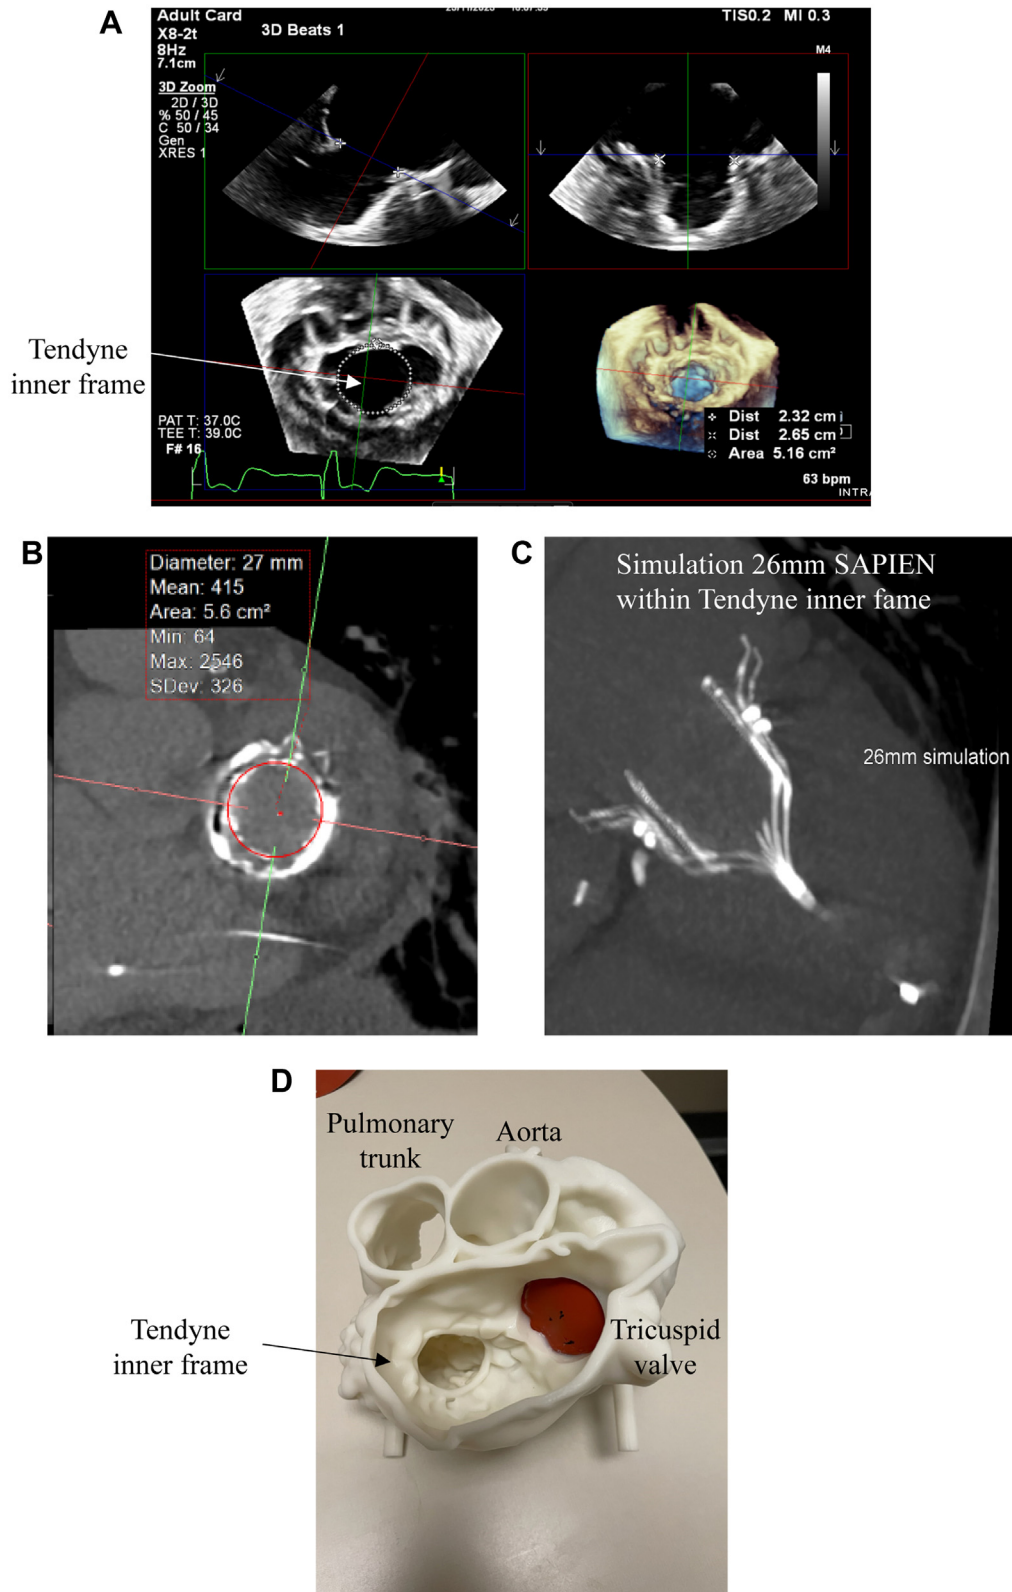 A
Adult Card
X8-2t
8Hz
7.1cm
3D Beats 1
TIS0.2 MI 0.3
M4
3D Zoom
2D / 3D
% 50 / 45
C 50 / 34
Gen
XRES 1
Tendyne
inner frame
PAT T: 37.0C
TEE T: 39.0C
F# 16
Dist 2.32 cm
Dist 2.65 cm
Area 5.16 cm²
63 bpm
B
Diameter: 27 mm
Mean: 415
Area: 5.6 cm²
Min: 64
Max: 2546
SDev: 326
C
Simulation 26mm SAPIEN
within Tendyne inner fame
26mm simulation
D
Pulmonary
trunk
Aorta
Tendyne
inner frame
Tricuspid
valve